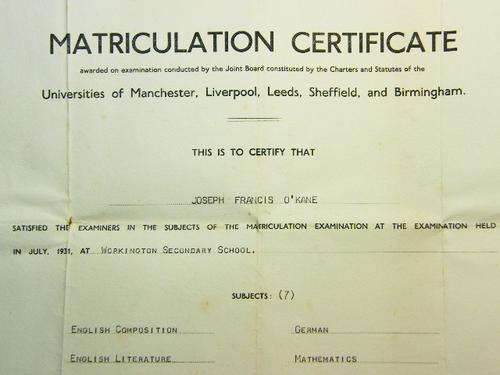 MATRICULATION CERTIFICATE
awarded on examination conducted by the Joint Board constituted by the Charters and Statutes of the
Universities of Manchester, Liverpool, Leeds, Sheffield, and Birmingham.
THIS IS TO CERTIFY THAT
JOSEPH FRANCIS O'KANE
SATISFIED THE EXAMINERS IN THE SUBJECTS OF THE MATRICULATION EXAMINATION AT THE EXAMINATION HELD
IN JULY, 1931, AT WORKINGTON SECONDARY SCHOOL.
SUBJECTS: (7)
ENGLISH COMPOSITION GERMAN
ENGLISH LITERATURE MATHEMATICS